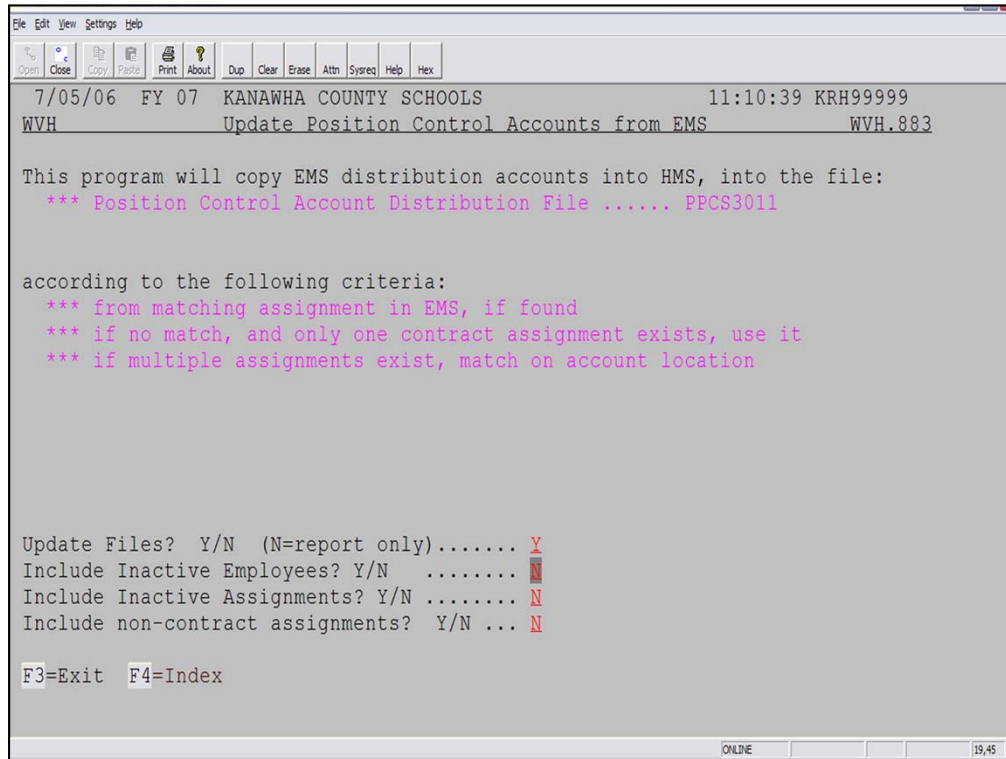 File Edit View Settings Help
Open Close Copy Paste Print About Dup Clear Erase Attn Sysreq Help Hex
7/05/06 FY 07 KANAWHA COUNTY SCHOOLS 11:10:39 KRH99999
WVH Update Position Control Accounts from EMS WVH.883
This program will copy EMS distribution accounts into HMS, into the file:
*** Position Control Account Distribution File ...... PPCS3011
according to the following criteria:
*** from matching assignment in EMS, if found
*** if no match, and only one contract assignment exists, use it
*** if multiple assignments exist, match on account location
Update Files? Y/N (N=report only)....... Y
Include Inactive Employees? Y/N ........ N
Include Inactive Assignments? Y/N ........ N
Include non-contract assignments? Y/N ... N
F3=Exit F4=Index
ONLINE 19,45